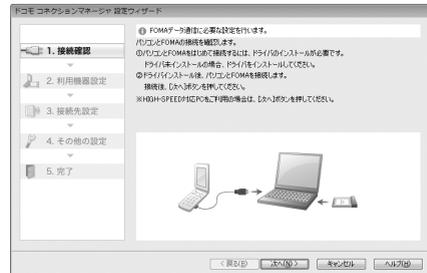 ドコモ コネクションマネージャ 設定ウィザード
1. 接続確認
2. 利用機器設定
3. 接続先設定
4. その他の設定
5. 完了
FOMAデータ通信に必要な設定を行います。
パソコンとFOMAの接続を確認します。
①パソコンとFOMAをはじめて接続するには、ドライバのインストールが必要です。
ドライバ未インストールの場合、ドライバをインストールしてください。
②ドライバインストール後、パソコンとFOMAを接続します。
接続後、[次へ]ボタンを押してください。
※HIGH-SPEED対応PCをご利用の場合は、[次へ]ボタンを押してください。
<戻る(B) 次へ(N)> キャンセル ヘルプ(H)